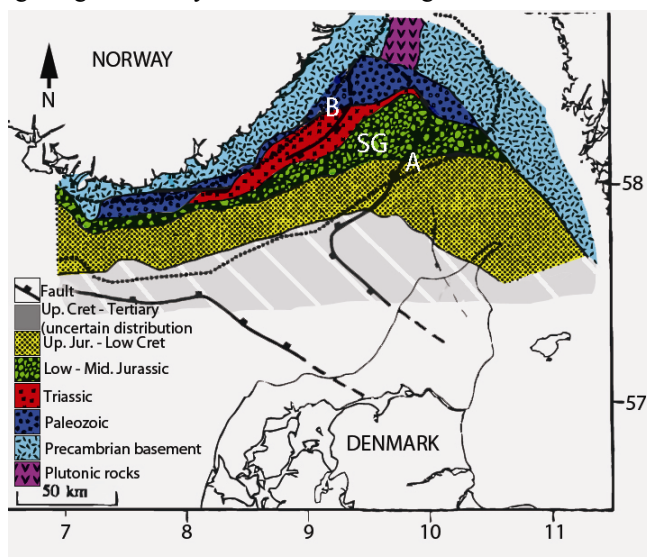 NORWAY
N
B
SG
A
58
Fault
Up. Cret - Tertiary
(uncertain distribution
Up. Jur. - Low Cret
Low - Mid. Jurassic
Triassic
Paleozoic
Precambrian basement
Plutonic rocks
50 km
57
DENMARK
7 8 9 10 11